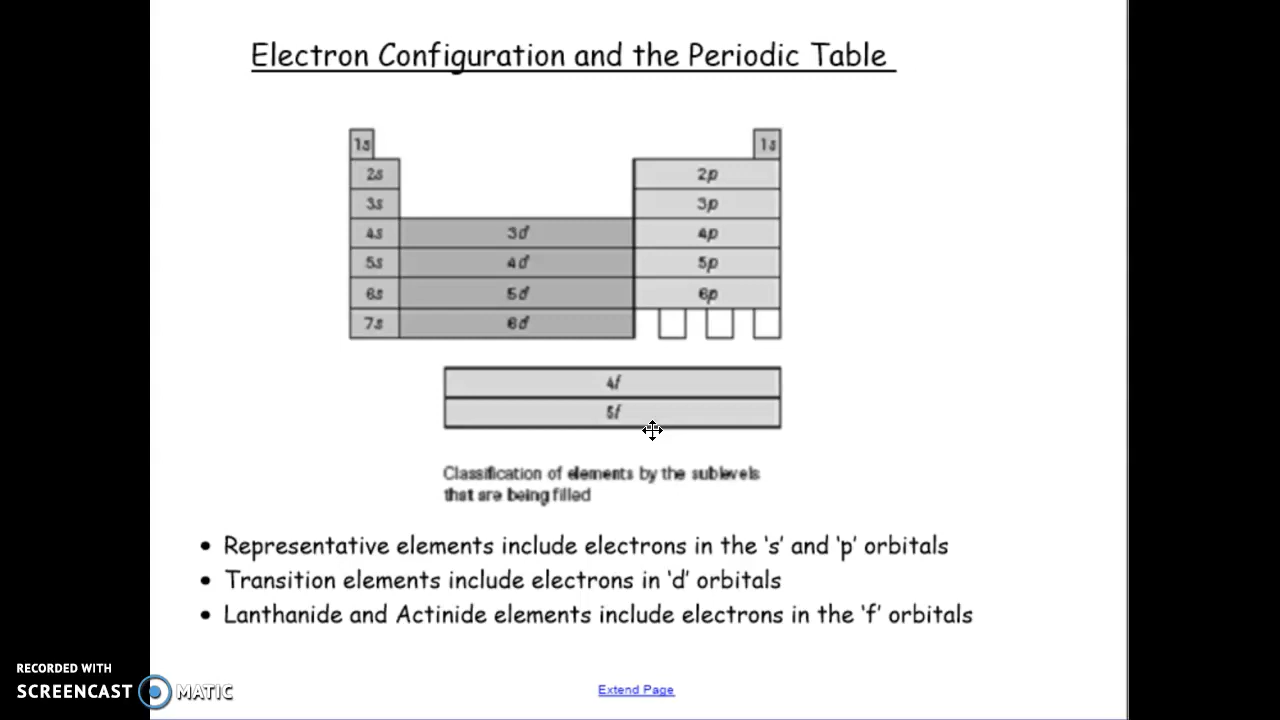 Electron Configuration and the Periodic Table
1s 1s
2s 2p
3s 3p
4s 3d 4p
5s 4d 5p
6s 5d 6p
7s 6d
4f
5f
Classification of elements by the sublevels
that are being filled
• Representative elements include electrons in the ‘s’ and ‘p’ orbitals
• Transition elements include electrons in ‘d’ orbitals
• Lanthanide and Actinide elements include electrons in the ‘f’ orbitals
RECORDED WITH
SCREENCAST MATIC
Extend Page